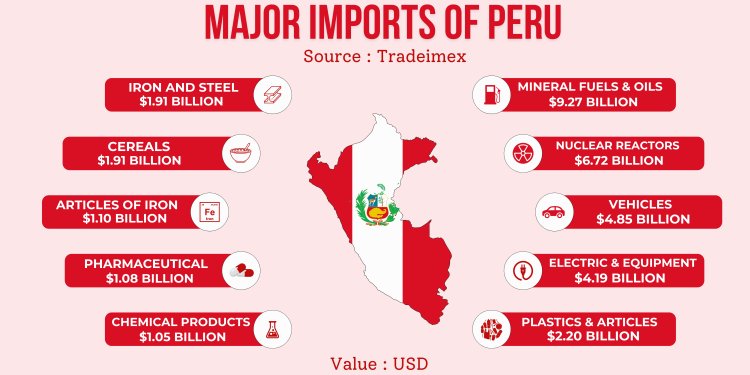 MAJOR IMPORTS OF PERU
Source : Tradeimex
IRON AND STEEL
$1.91 BILLION
CEREALS
$1.91 BILLION
ARTICLES OF IRON
$1.10 BILLION
Fe
Iron
PHARMACEUTICAL
$1.08 BILLION
CHEMICAL PRODUCTS
$1.05 BILLION
MINERAL FUELS & OILS
$9.27 BILLION
NUCLEAR REACTORS
$6.72 BILLION
VEHICLES
$4.85 BILLION
ELECTRIC & EQUIPMENT
$4.19 BILLION
PLASTICS & ARTICLES
$2.20 BILLION
Value : USD